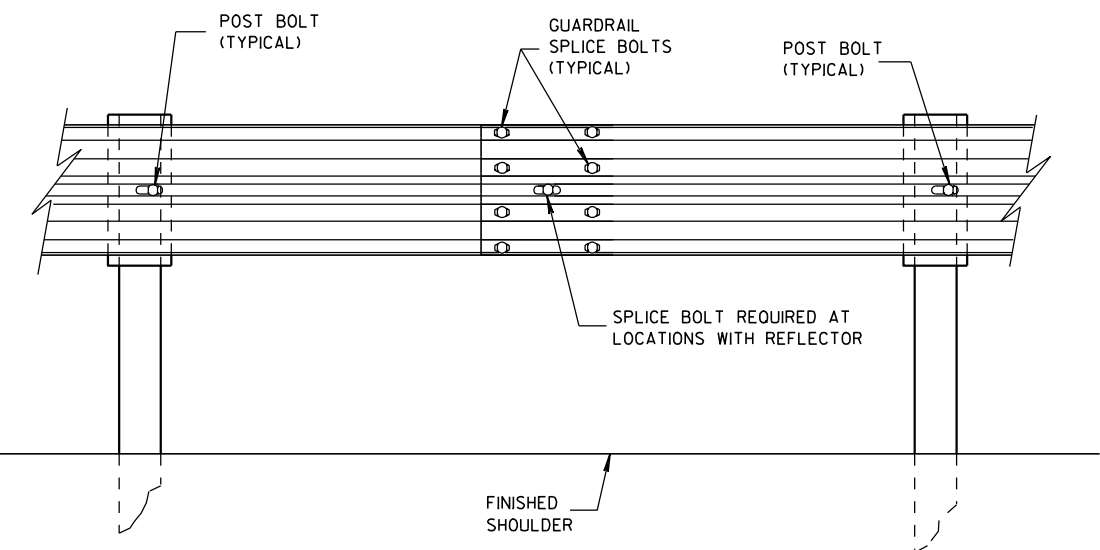 POST BOLT
(TYPICAL)
GUARDRAIL
SPLICE BOLTS
(TYPICAL)
POST BOLT
(TYPICAL)
SPLICE BOLT REQUIRED AT
LOCATIONS WITH REFLECTOR
FINISHED
SHOULDER